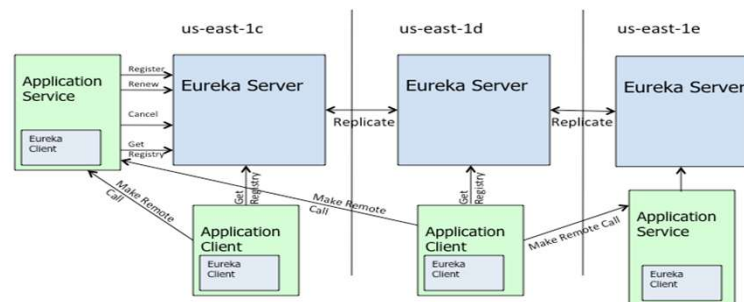 us-east-1c
us-east-1d
us-east-1e
Application
Service
Eureka
Client
Register
Renew
Cancel
Get
Registry
Eureka Server
Replicate
Eureka Server
Replicate
Eureka Server
Make Remote
Call
Get
Registry
Make Remote
Call
Get
Registry
Make Remote Call
Application
Client
Eureka
Client
Application
Client
Eureka
Client
Application
Service
Eureka
Client